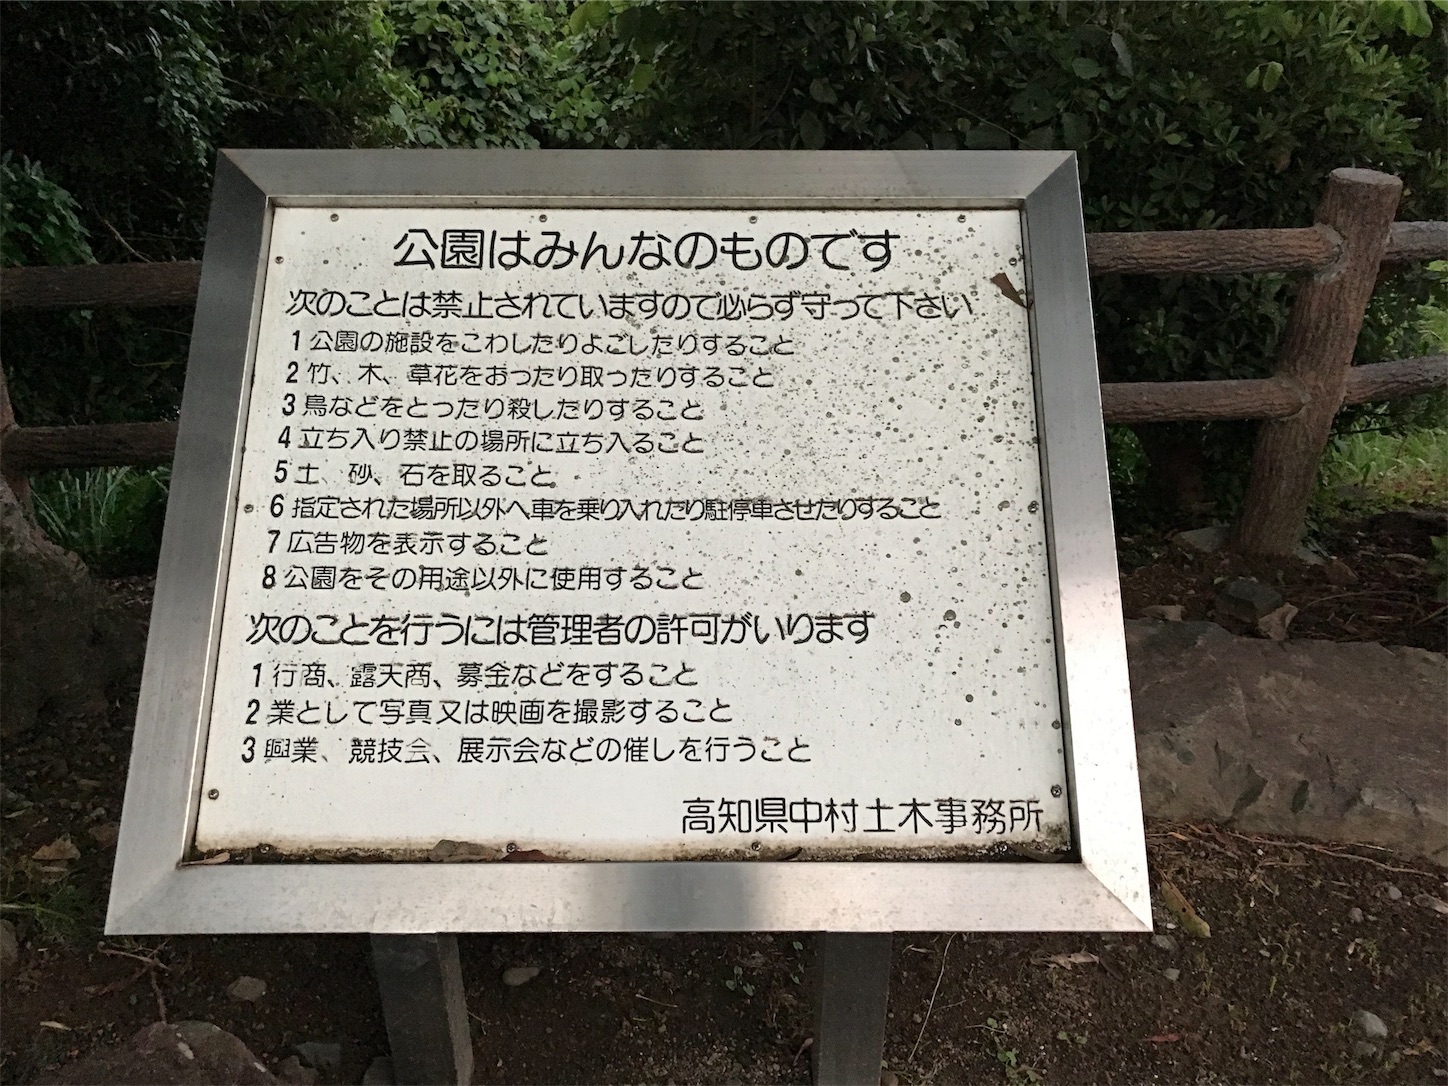 公園はみんなのものです
次のことは禁止されていますので必らず守って下さい
1 公園の施設をこわしたりよごしたりすること
2 竹、木、草花をおったり取ったりすること
3 鳥などをとったり殺したりすること
4 立ち入り禁止の場所に立ち入ること
5 土、砂、石を取ること
6 指定された場所以外へ車を乗り入れたり駐停車させたりすること
7 広告物を表示すること
8 公園をその用途以外に使用すること
次のことを行うには管理者の許可がいります
1 行商、露天商、募金などをすること
2 業として写真又は映画を撮影すること
3 興業、競技会、展示会などの催しを行うこと
高知県中村土木事務所